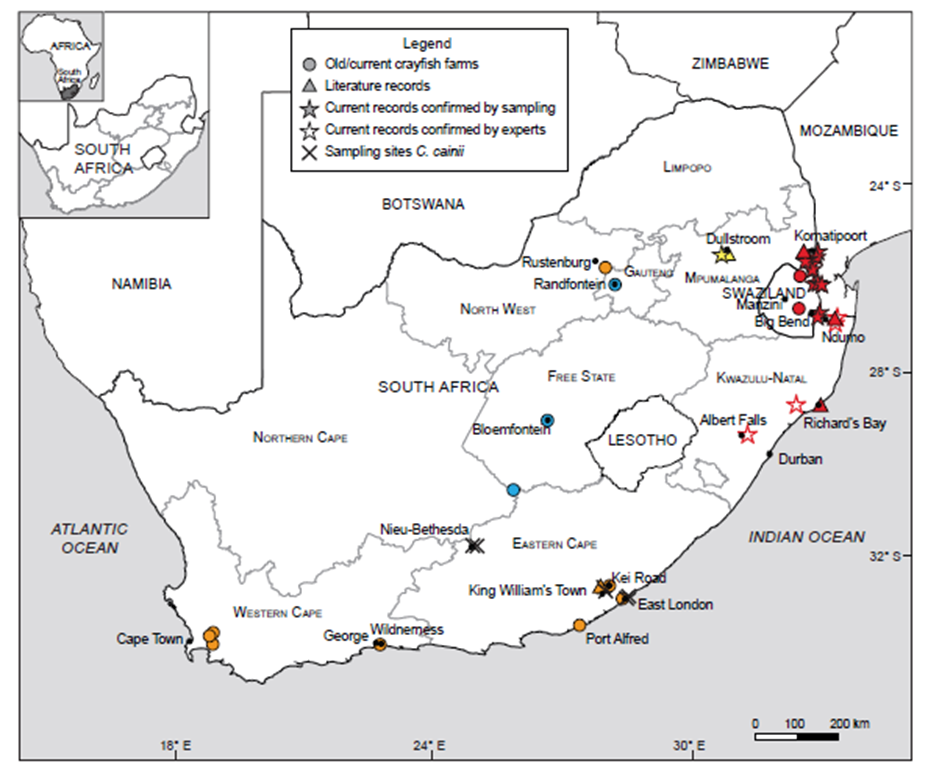 AFRICA
South
Africa
SOUTH
AFRICA
Legend
Old/current crayfish farms
Literature records
Current records confirmed by sampling
Current records confirmed by experts
Sampling sites C. cainii
ZIMBABWE
MOZAMBIQUE
LIMPOPO
24° S
BOTSWANA
Dullstroom
Komatipoort
Rustenburg
GAUTENG
MPUMALANGA
NAMIBIA
Randfontein
SWAZILAND
Manzini
NORTH WEST
Big Bend
Ndumo
28° S
FREE STATE
KWAZULU-NATAL
SOUTH AFRICA
Albert Falls
Richard's Bay
Bloemfontein
NORTHERN CAPE
LESOTHO
Durban
ATLANTIC
OCEAN
Nieu-Bethesda
EASTERN CAPE
INDIAN OCEAN
32° S
Kei Road
King William's Town
East London
WESTERN CAPE
Cape Town
George
Wilderness
Port Alfred
0 100 200 km
18° E
24° E
30° E